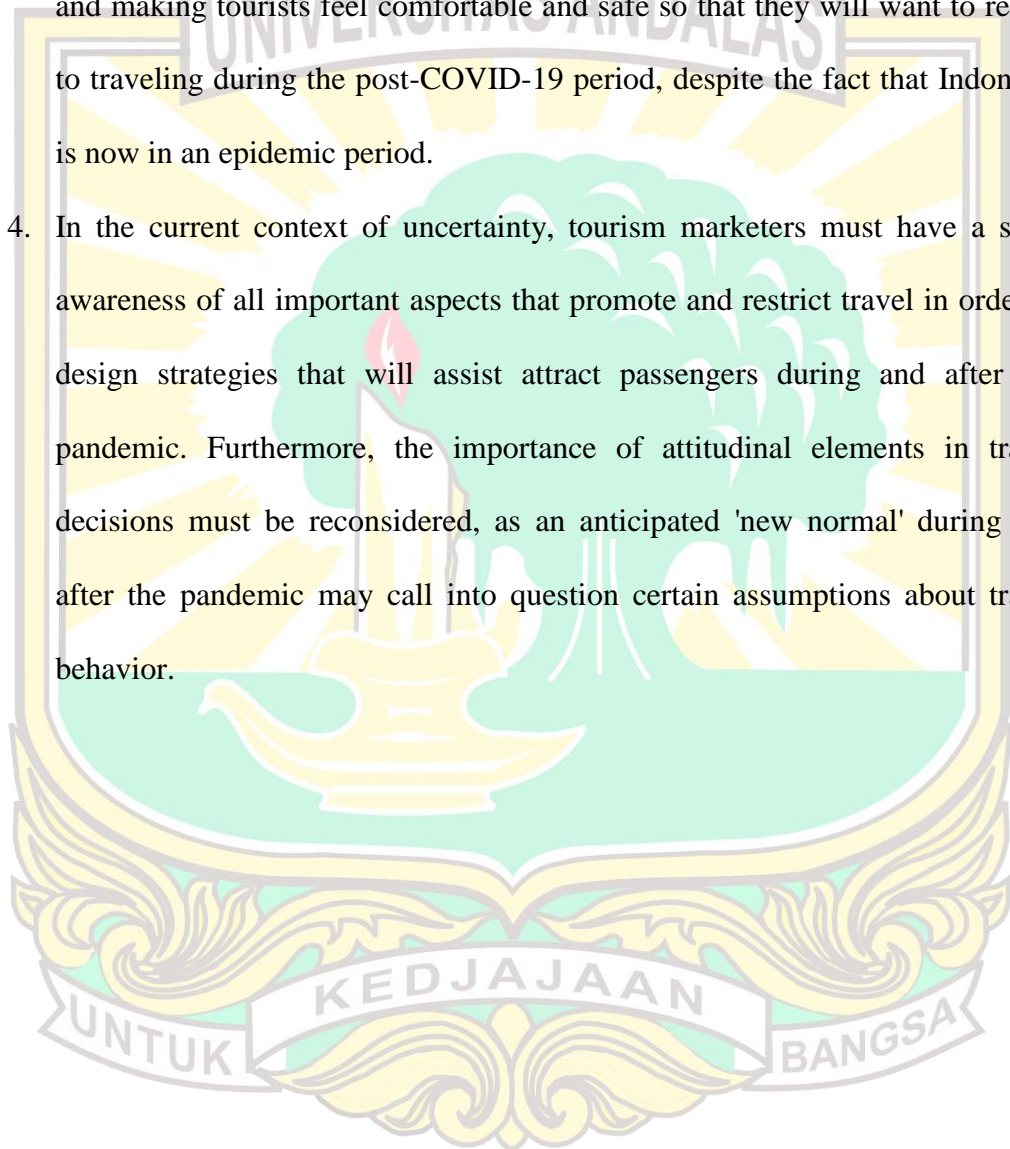 and making tourists feel comfortable and safe so that they will want to re
UNIVERSITAS ANDALAS
to traveling during the post-COVID-19 period, despite the fact that Indon
is now in an epidemic period.
4. In the current context of uncertainty, tourism marketers must have a s
awareness of all important aspects that promote and restrict travel in orde
design strategies that will assist attract passengers during and after
pandemic. Furthermore, the importance of attitudinal elements in tra
decisions must be reconsidered, as an anticipated 'new normal' during
after the pandemic may call into question certain assumptions about tra
behavior.
UNTUK KEDJAJAAN BANGSA